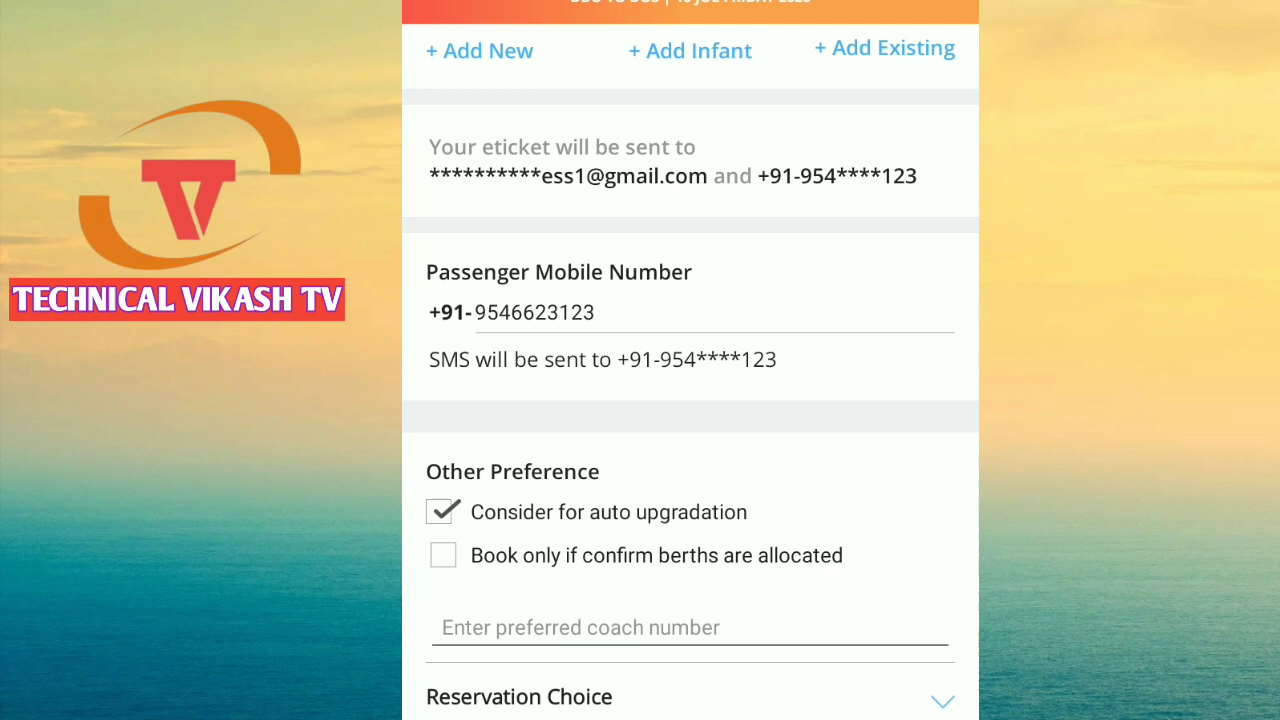 + Add New + Add Infant + Add Existing
Your eticket will be sent to
**********ess1@gmail.com and +91-954****123
Passenger Mobile Number
+91-9546623123
SMS will be sent to +91-954****123
TECHNICAL VIKASH TV
Other Preference
Consider for auto upgradation
Book only if confirm berths are allocated
Enter preferred coach number
Reservation Choice